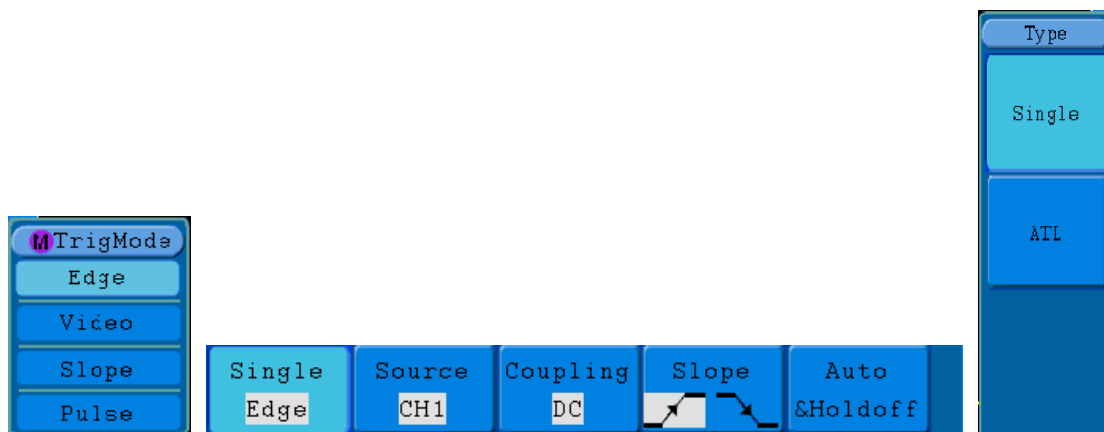 M TrigMode
Edge
Video
Slope
Pulse
Single
Edge
Source
CH1
Coupling
DC
Slope
Auto
&Holdoff
Type
Single
ATL